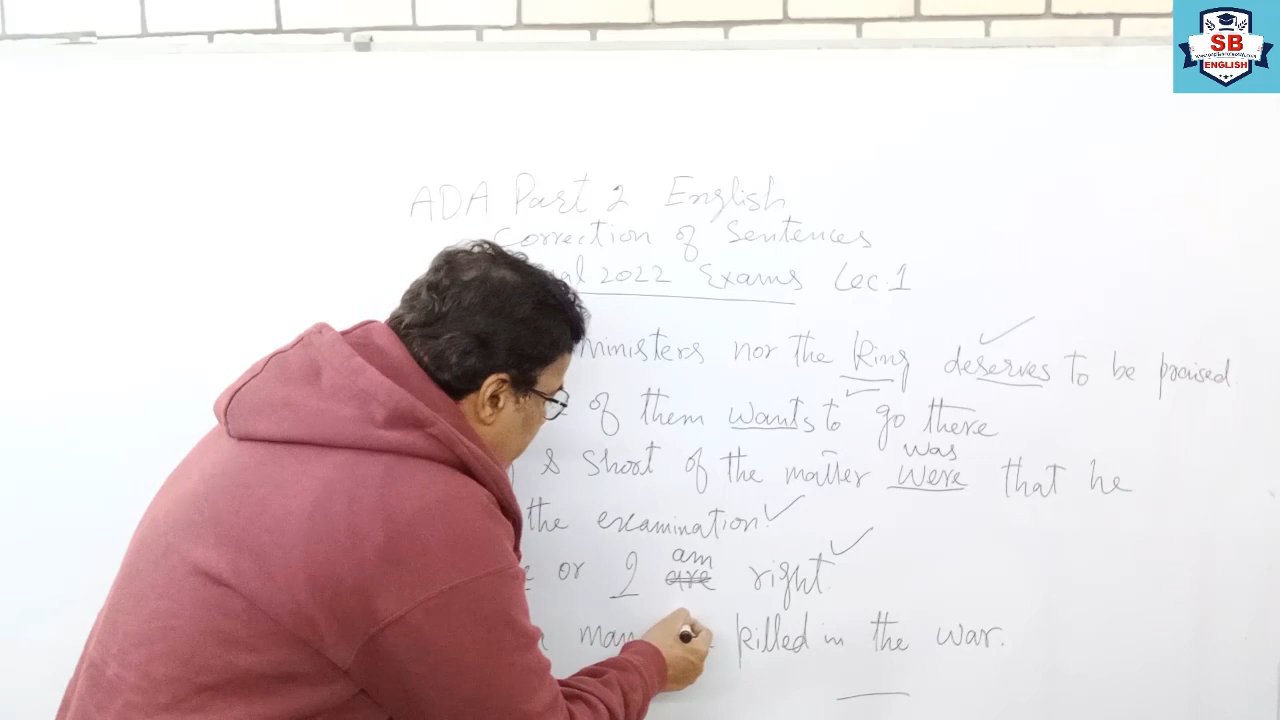 SB
ENGLISH
ADA Part 2 English
Correction of Sentences
2022 Exams Lec.1
Ministers nor the King deserves to be praised.
of them wants to go there
was
& short of the matter were that he
the examination.
am
or I are right.
killed in the war.